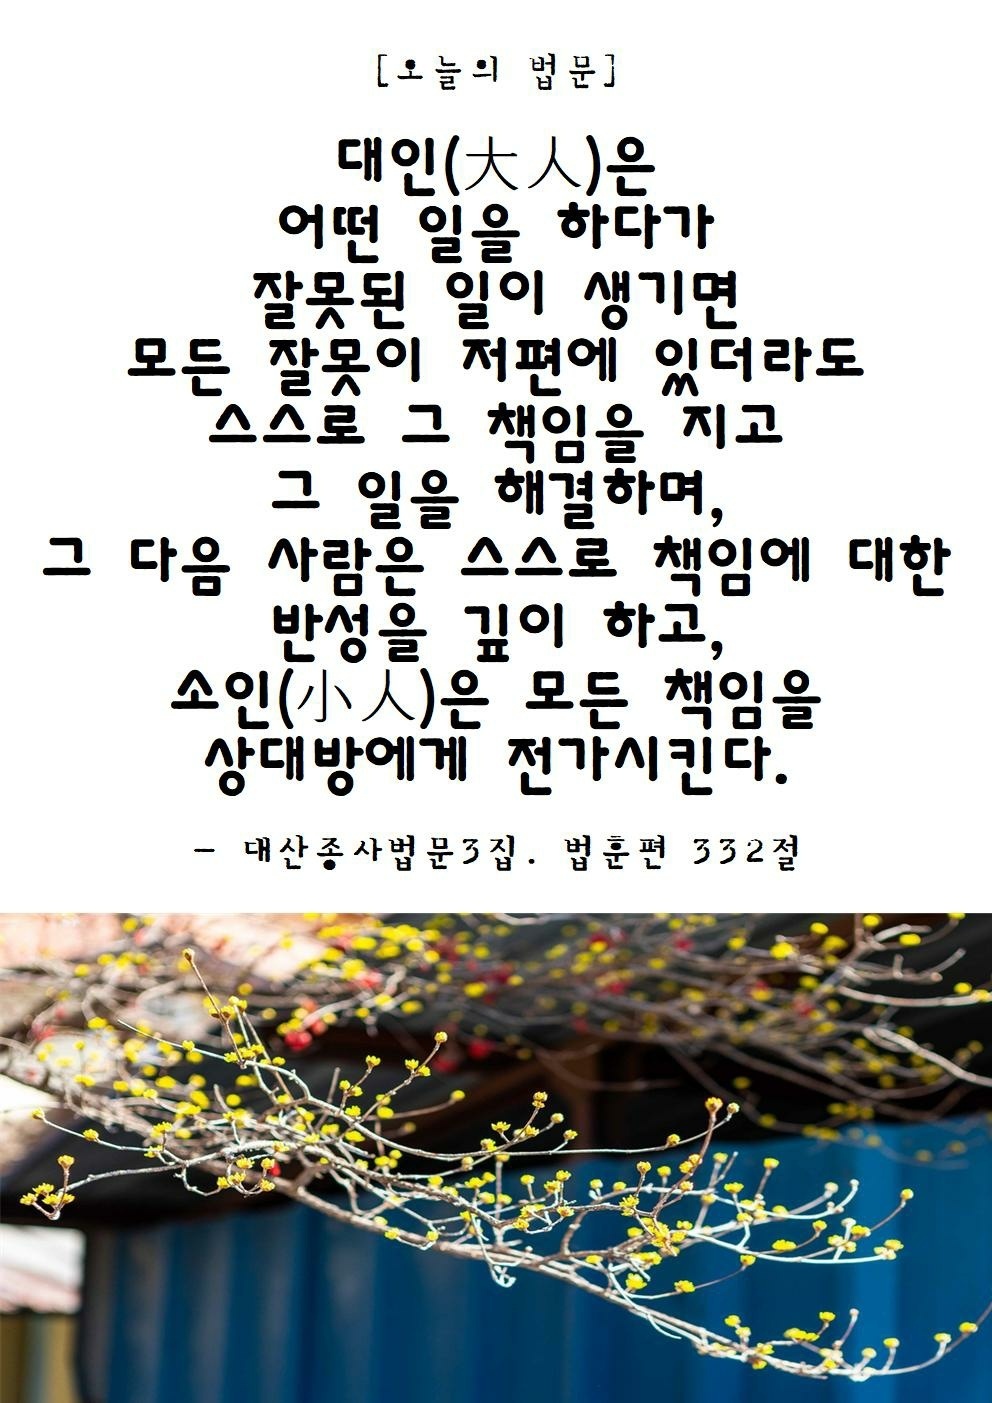 [오늘의 법문]
대인(大人)은
어떤 일을 하다가
잘못된 일이 생기면
모든 잘못이 저편에 있더라도
스스로 그 책임을 지고
그 일을 해결하며,
그 다음 사람은 스스로 책임에 대한
반성을 깊이 하고,
소인(小人)은 모든 책임을
상대방에게 전가시킨다.
- 대산종사법문3집. 법훈편 332절